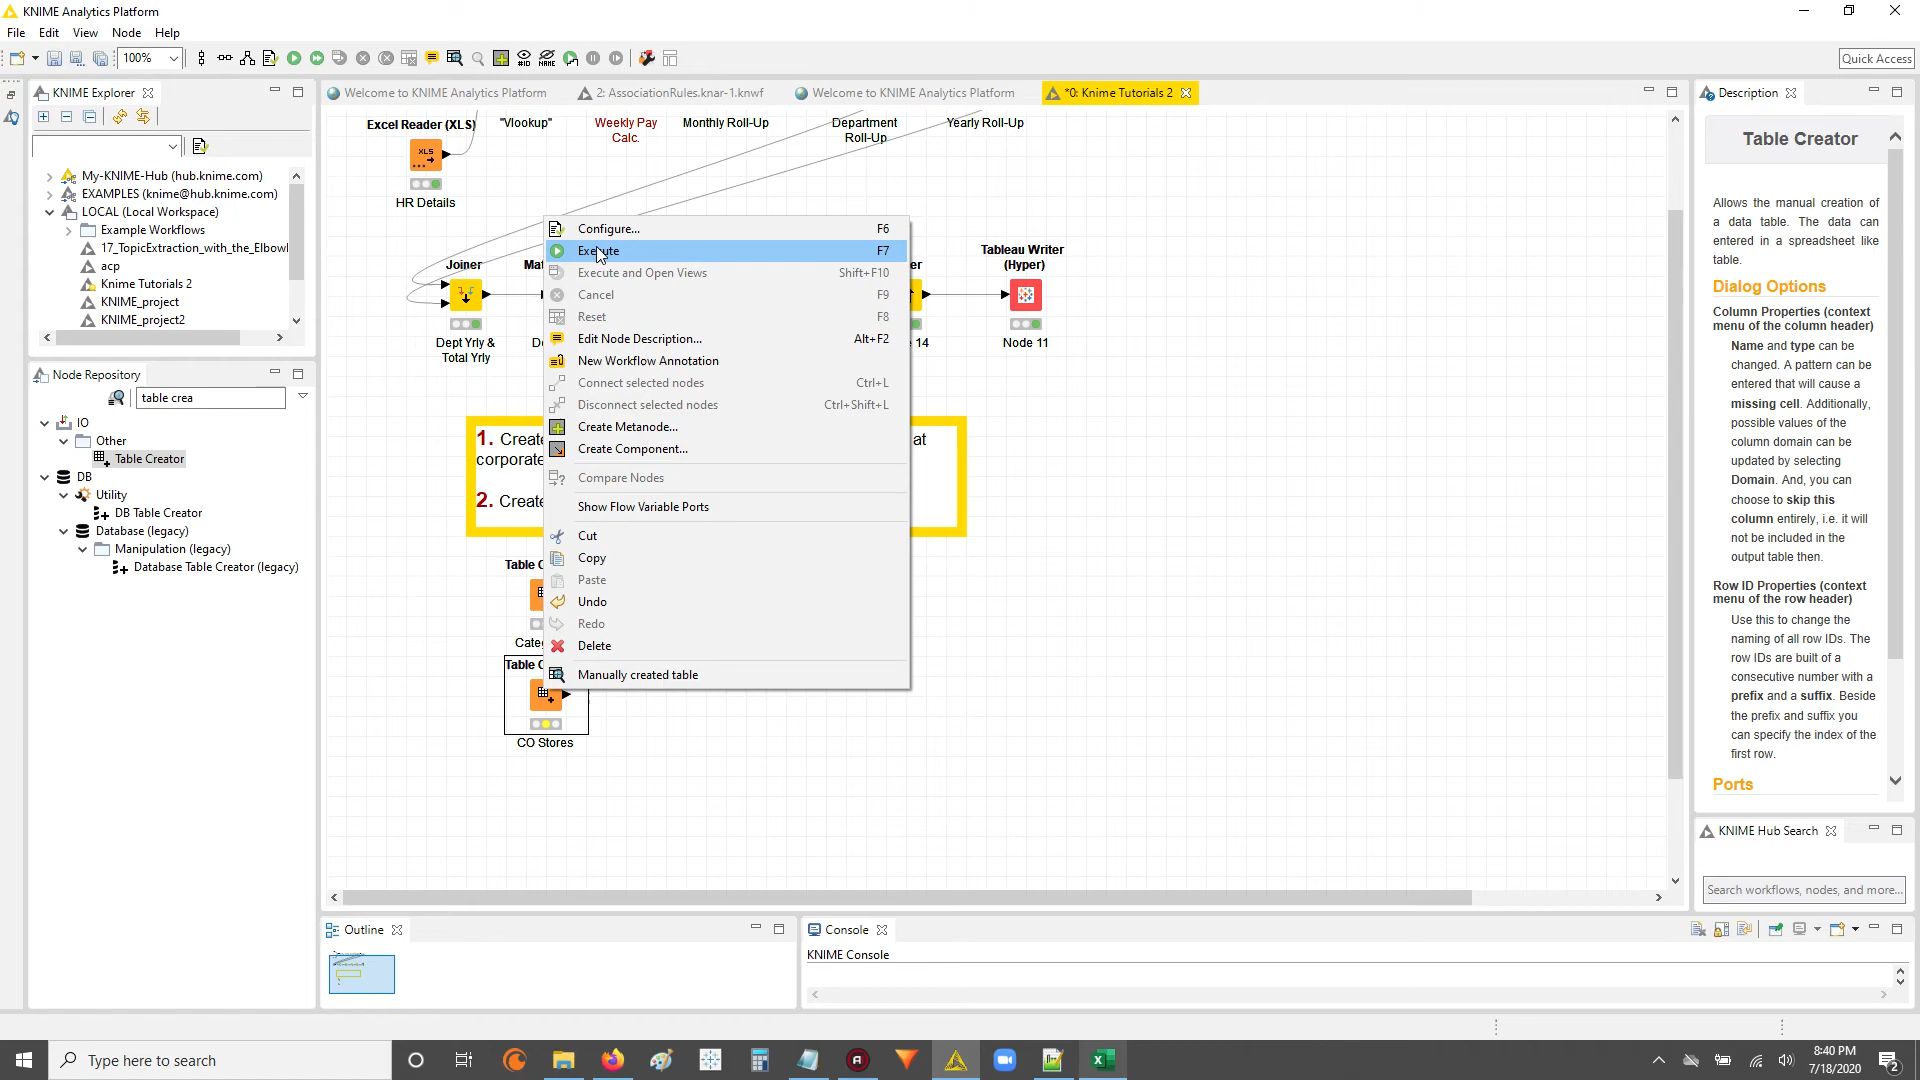 KNIME Analytics Platform
File Edit View Node Help
100%
Quick Access
KNIME Explorer
My-KNIME-Hub (hub.knime.com)
EXAMPLES (knime@hub.knime.com)
LOCAL (Local Workspace)
Example Workflows
17_TopicExtraction_with_the_Elbowl
acp
Knime Tutorials 2
KNIME_project
KNIME_project2
Node Repository
table crea
IO
Other
Table Creator
DB
Utility
DB Table Creator
Database (legacy)
Manipulation (legacy)
Database Table Creator (legacy)
Welcome to KNIME Analytics Platform
2: AssociationRules.knar-1.knwf
Welcome to KNIME Analytics Platform
*0: Knime Tutorials 2
Excel Reader (XLS)
XLS
HR Details
"Vlookup"
Weekly Pay
Calc.
Monthly Roll-Up
Department
Roll-Up
Yearly Roll-Up
Joiner
Dept Yrly &
Total Yrly
Mat
De
er
14
Tableau Writer
(Hyper)
Node 11
1. Create
at
corporate
2. Create
Table C
Categ
Table C
CO Stores
Configure... F6
Execute F7
Execute and Open Views Shift+F10
Cancel F9
Reset F8
Edit Node Description... Alt+F2
New Workflow Annotation
Connect selected nodes Ctrl+L
Disconnect selected nodes Ctrl+Shift+L
Create Metanode...
Create Component...
Compare Nodes
Show Flow Variable Ports
Cut
Copy
Paste
Undo
Redo
Delete
Manually created table
Description
Table Creator
Allows the manual creation of
a data table. The data can
entered in a spreadsheet like
table.
Dialog Options
Column Properties (context
menu of the column header)
Name and type can be
changed. A pattern can be
entered that will cause a
missing cell. Additionally,
possible values of the
column domain can be
updated by selecting
Domain. And, you can
choose to skip this
column entirely, i.e. it will
not be included in the
output table then.
Row ID Properties (context
menu of the row header)
Use this to change the
naming of all row IDs. The
row IDs are built of a
consecutive number with a
prefix and a suffix. Beside
the prefix and suffix you
can specify the index of the
first row.
Ports
KNIME Hub Search
Search workflows, nodes, and more...
Outline
Console
KNIME Console
Type here to search
8:40 PM
7/18/2020
2